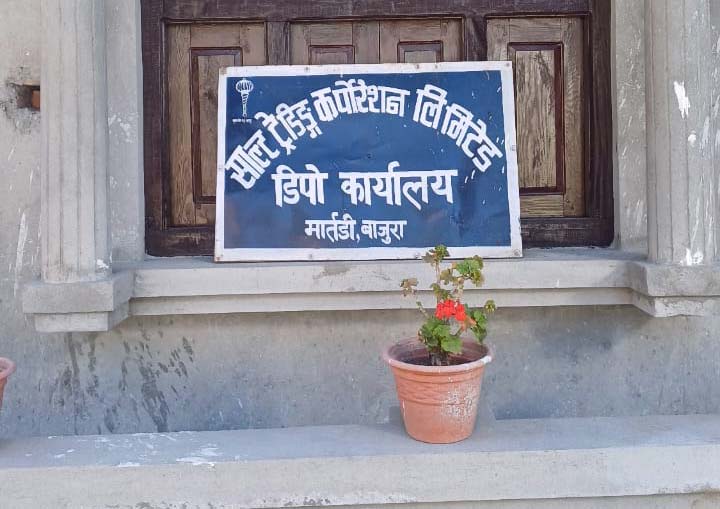 साल्ट ट्रेडिङ्ग कर्पोरेशन लिमिटेड
डिपो कार्यालय
मार्तडी, बाजुरा